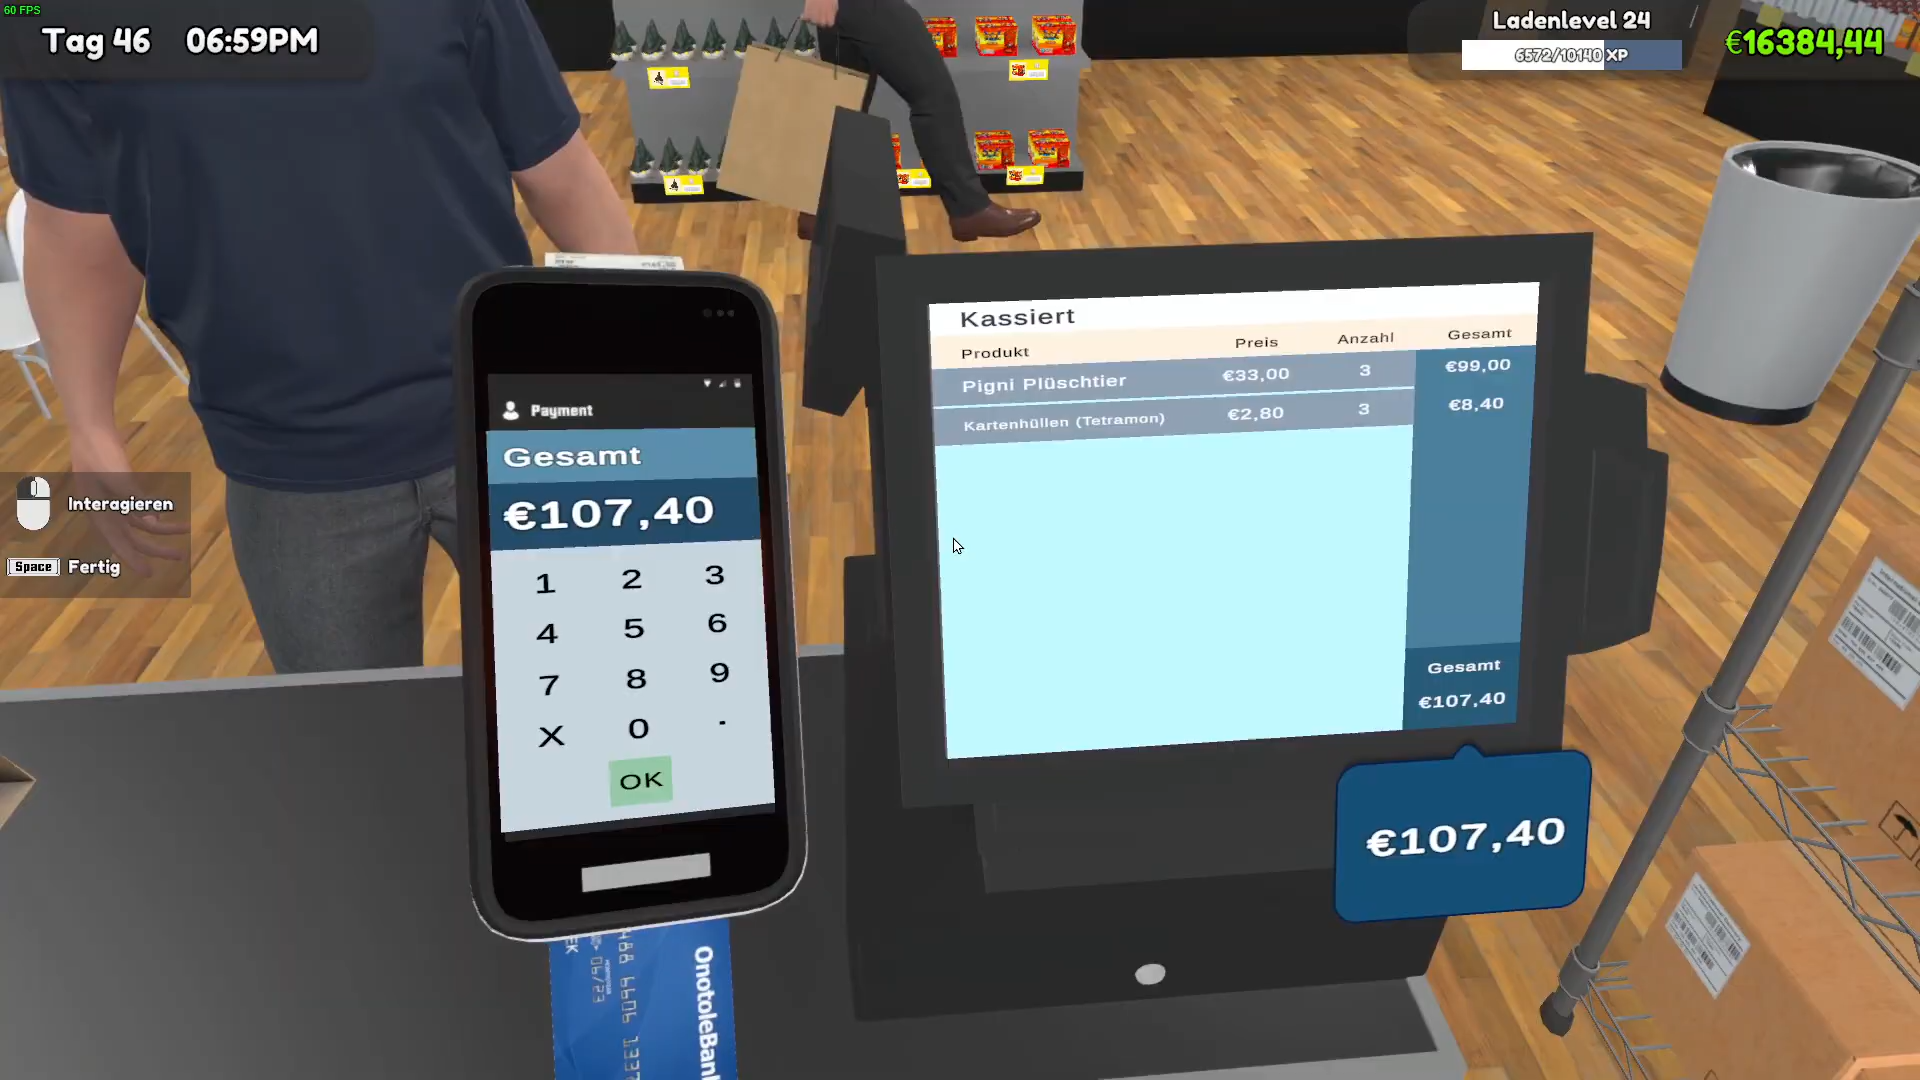 60 FPS
Tag 46 06:59PM
Ladenlevel 24
6572/10140 XP
€16384,44
Interagieren
Space Fertig
Payment
Gesamt
€107,40
1 2 3
4 5 6
7 8 9
X 0 .
OK
Kassiert
Produkt Preis Anzahl Gesamt
Pigni Plüschtier €33,00 3 €99,00
Kartenhüllen (Tetramon) €2,80 3 €8,40
Gesamt
€107,40
€107,40
OnotoleBank